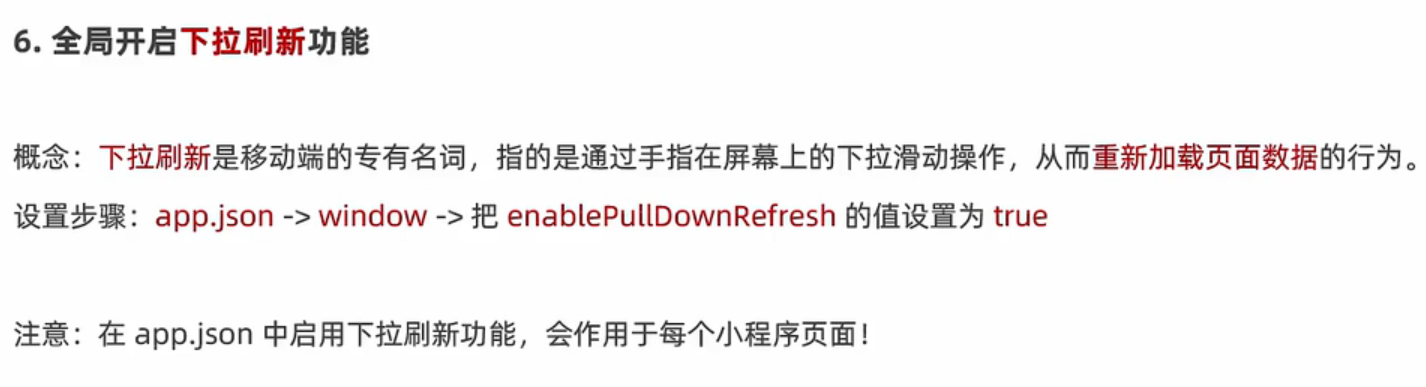 6. 全局开启下拉刷新功能
概念：下拉刷新是移动端的专有名词，指的是通过手指在屏幕上的下拉滑动操作，从而重新加载页面数据的行为。
设置步骤：app.json -> window -> 把 enablePullDownRefresh 的值设置为 true
注意：在 app.json 中启用下拉刷新功能，会作用于每个小程序页面！